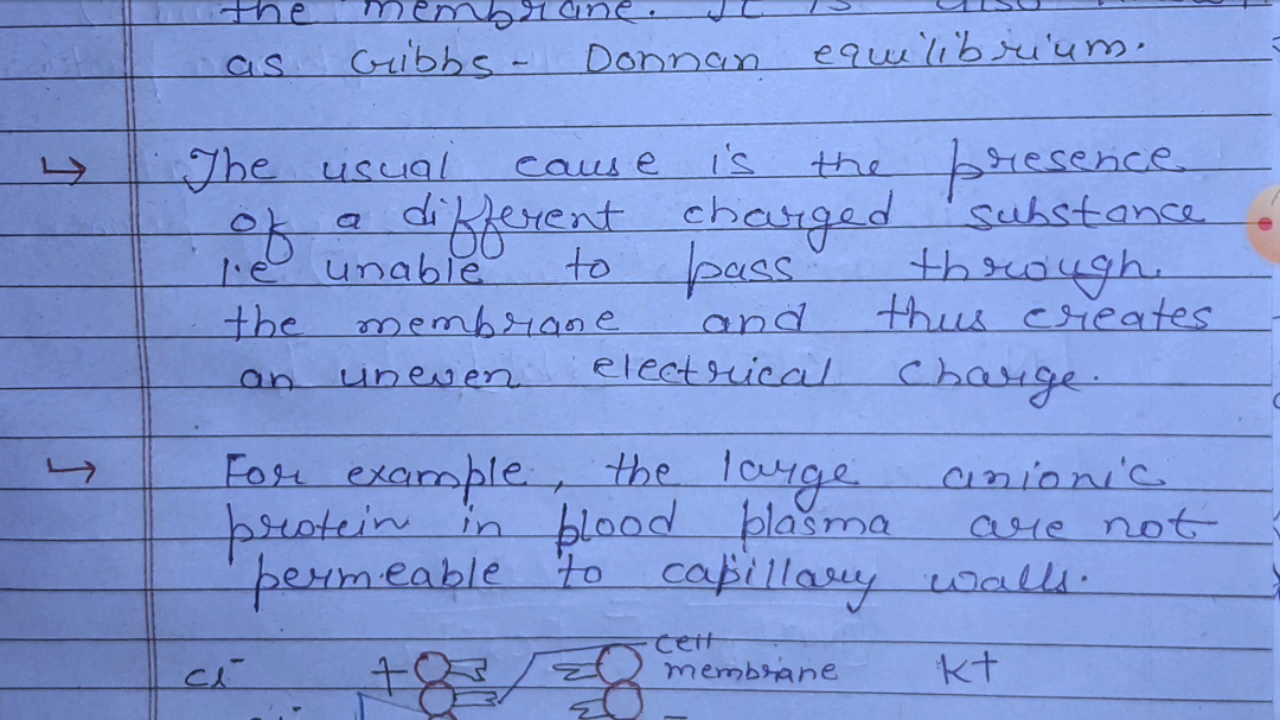 the membrane. It is also
as Gibbs - Donnan equilibrium.
↳ The usual cause is the presence
of a different charged substance
i.e unable to pass through
the membrane and thus creates
an uneven electrical charge.
↳ For example, the large anionic
protein in blood plasma are not
permeable to capillary walls.
cell
cl⁻ + membrane K+